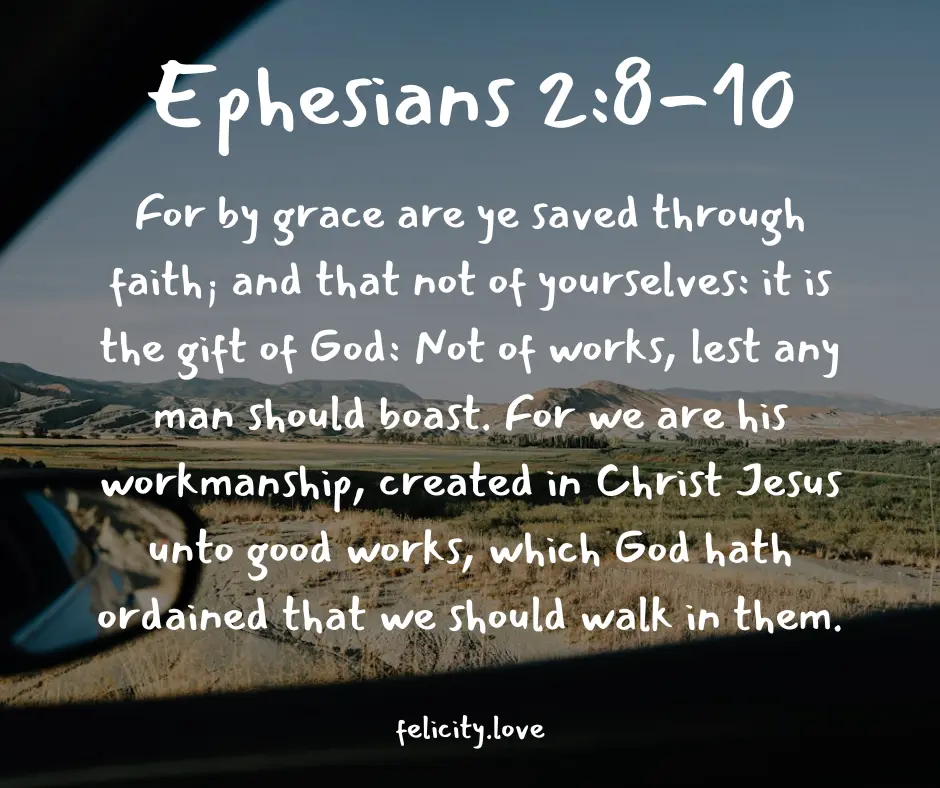 Ephesians 2:8-10
For by grace are ye saved through
faith; and that not of yourselves: it is
the gift of God: Not of works, lest any
man should boast. For we are his
workmanship, created in Christ Jesus
unto good works, which God hath
ordained that we should walk in them.
felicity.love